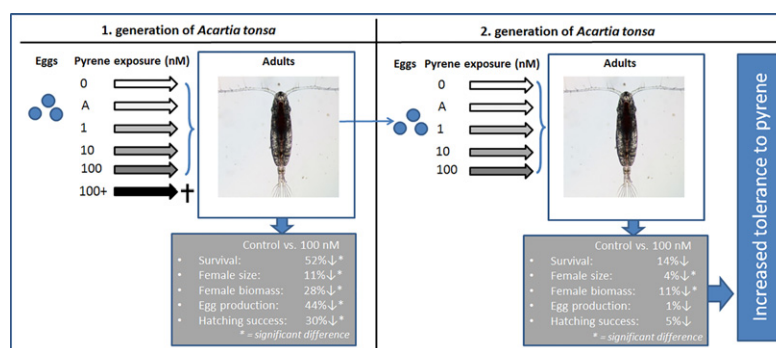 1. generation of Acartia tonsa
Eggs Pyrene exposure (nM)
0
A
1
10
100
100+ †
Adults
Control vs. 100 nM
• Survival: 52%↓*
• Female size: 11%↓*
• Female biomass: 28%↓*
• Egg production: 44%↓*
• Hatching success: 30%↓*
* = significant difference
2. generation of Acartia tonsa
Eggs Pyrene exposure (nM)
0
A
1
10
100
Adults
Control vs. 100 nM
• Survival: 14%↓
• Female size: 4%↓*
• Female biomass: 11%↓*
• Egg production: 1%↓
• Hatching success: 5%↓
* = significant difference
Increased tolerance to pyrene